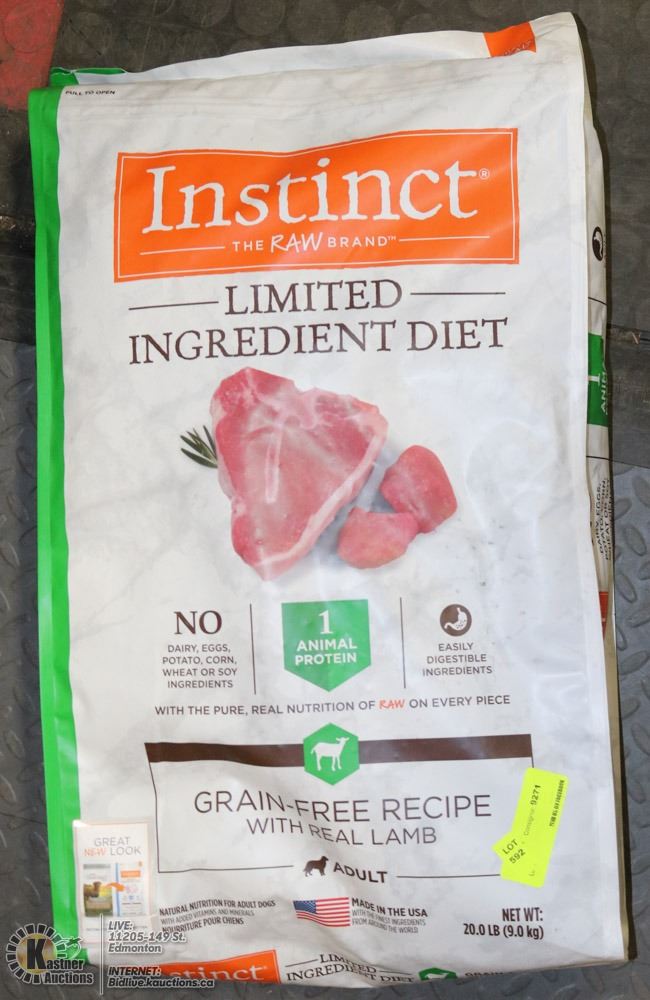 PULL TO OPEN
Instinct®
THE RAW BRAND™
LIMITED
INGREDIENT DIET
NO
DAIRY, EGGS,
POTATO, CORN,
WHEAT OR SOY
INGREDIENTS
1
ANIMAL
PROTEIN
EASILY
DIGESTIBLE
INGREDIENTS
WITH THE PURE, REAL NUTRITION OF RAW ON EVERY PIECE
GRAIN-FREE RECIPE
WITH REAL LAMB
ADULT
GREAT
NEW LOOK
NATURAL NUTRITION FOR ADULT DOGS
WITH ADDED VITAMINS AND MINERALS
NOURRITURE POUR CHIENS
MADE IN THE USA
WITH THE FINEST INGREDIENTS
FROM AROUND THE WORLD
NET WT:
20.0 LB (9.0 kg)
LOT
592
Consignor 9271
stinct
LIMITED
INGREDIENT DIET
Kastner
Auctions
LIVE:
11205-149 St.
Edmonton
INTERNET:
Bidlive.kauctions.ca